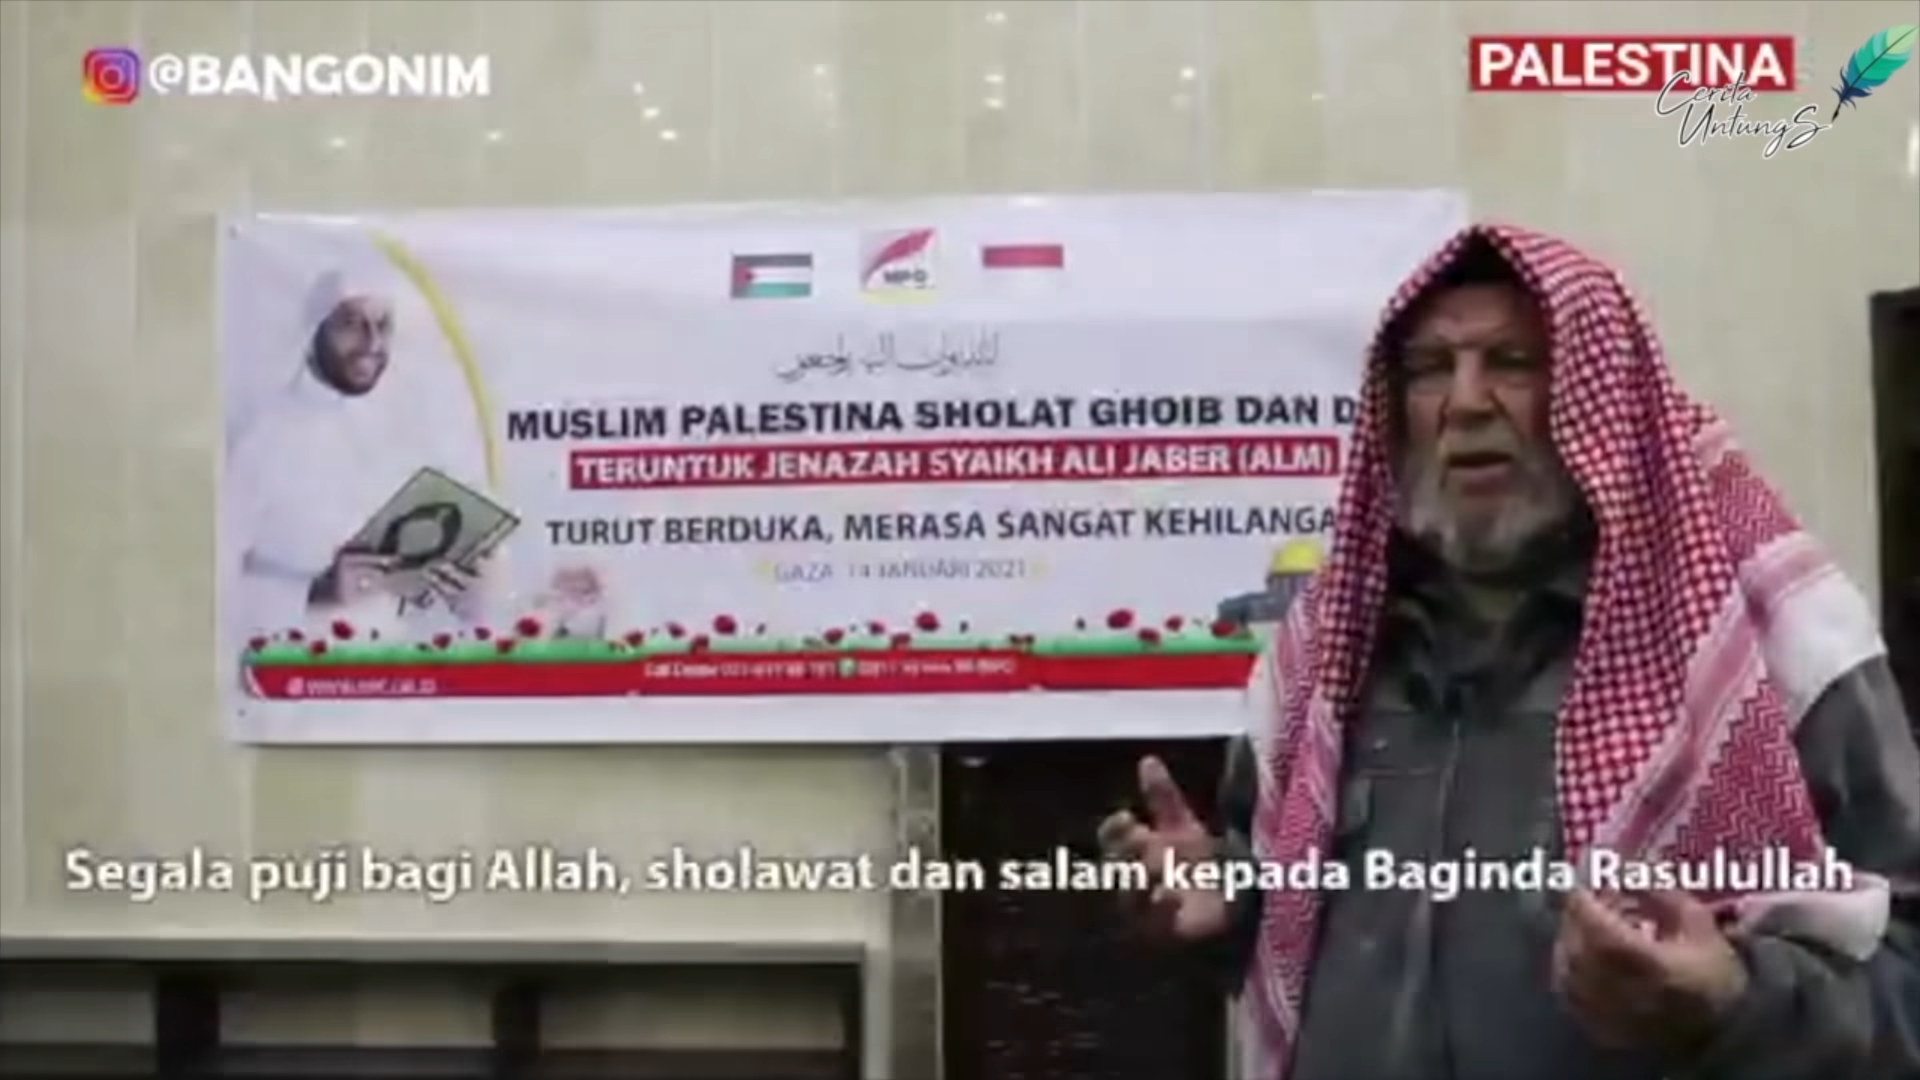 @BANGONIM
PALESTINA
Cerita
UntungS
MUSLIM PALESTINA SHOLAT GHOIB DAN D
TERUNTUK JENAZAH SYAIKH ALI JABER (ALM)
TURUT BERDUKA, MERASA SANGAT KEHILANGA
GAZA 14 JANUARI 2021
Segala puji bagi Allah, sholawat dan salam kepada Baginda Rasulullah